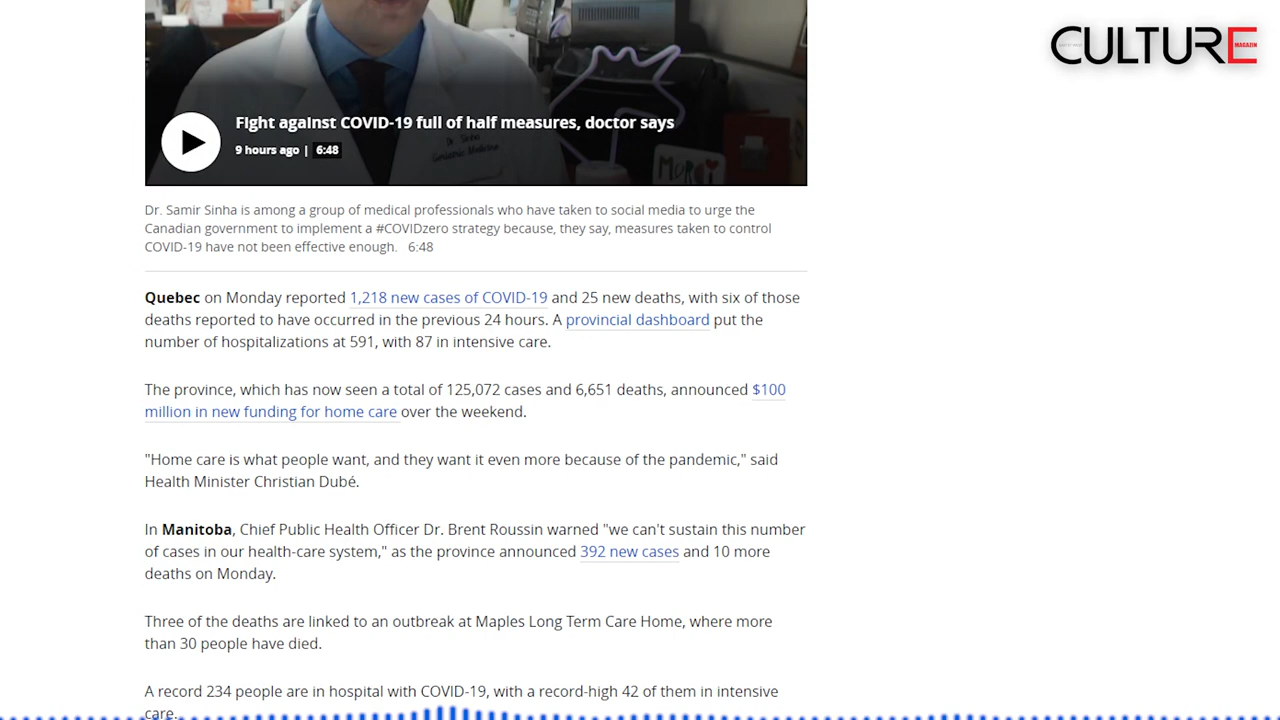 CULTURE
MAGAZIN
Fight against COVID-19 full of half measures, doctor says
9 hours ago | 6:48
Dr. Samir Sinha is among a group of medical professionals who have taken to social media to urge the
Canadian government to implement a #COVIDzero strategy because, they say, measures taken to control
COVID-19 have not been effective enough. 6:48
Quebec on Monday reported 1,218 new cases of COVID-19 and 25 new deaths, with six of those
deaths reported to have occurred in the previous 24 hours. A provincial dashboard put the
number of hospitalizations at 591, with 87 in intensive care.
The province, which has now seen a total of 125,072 cases and 6,651 deaths, announced $100
million in new funding for home care over the weekend.
"Home care is what people want, and they want it even more because of the pandemic," said
Health Minister Christian Dubé.
In Manitoba, Chief Public Health Officer Dr. Brent Roussin warned "we can't sustain this number
of cases in our health-care system," as the province announced 392 new cases and 10 more
deaths on Monday.
Three of the deaths are linked to an outbreak at Maples Long Term Care Home, where more
than 30 people have died.
A record 234 people are in hospital with COVID-19, with a record-high 42 of them in intensive
care.